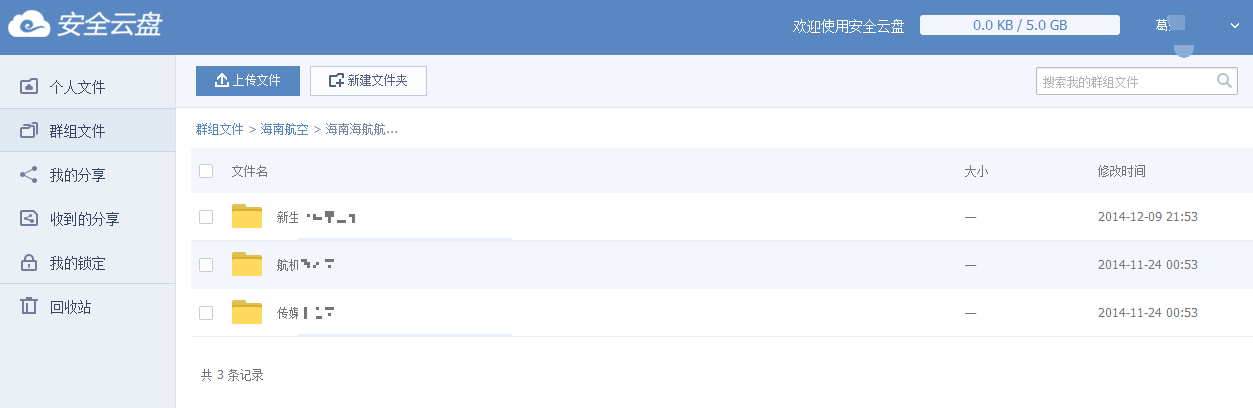 安全云盘
欢迎使用安全云盘 0.0 KB / 5.0 GB 葛
个人文件
群组文件
我的分享
收到的分享
我的锁定
回收站
上传文件 新建文件夹 搜索我的群组文件
群组文件 > 海南航空 > 海南海航航...
文件名 大小 修改时间
新生 — 2014-12-09 21:53
航机 — 2014-11-24 00:53
传媒 — 2014-11-24 00:53
共 3 条记录